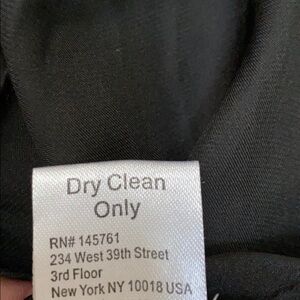 Dry Clean
Only
RN# 145761
234 West 39th Street
3rd Floor
New York NY 10018 USA